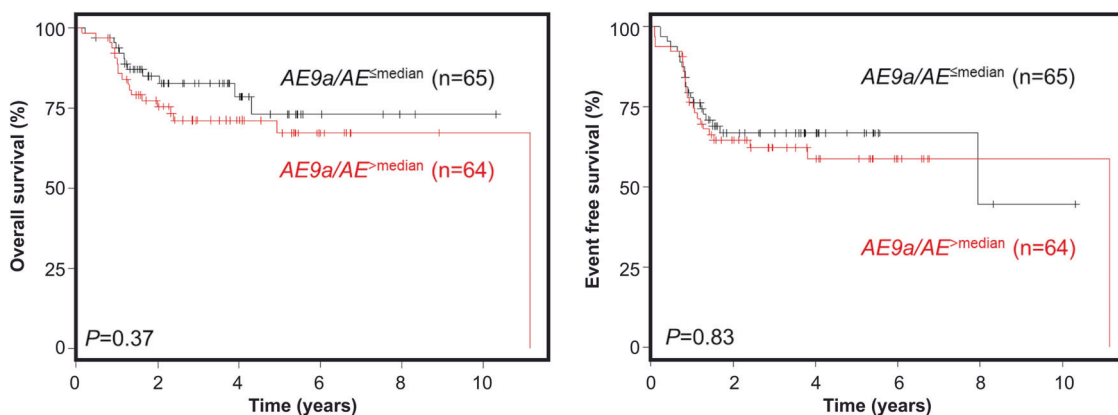 Overall survival (%)
100
75
50
25
0
AE9a/AE≤median (n=65)
AE9a/AE>median (n=64)
P=0.37
0 2 4 6 8 10
Time (years)
Event free survival (%)
100
75
50
25
0
AE9a/AE≤median (n=65)
AE9a/AE>median (n=64)
P=0.83
0 2 4 6 8 10
Time (years)